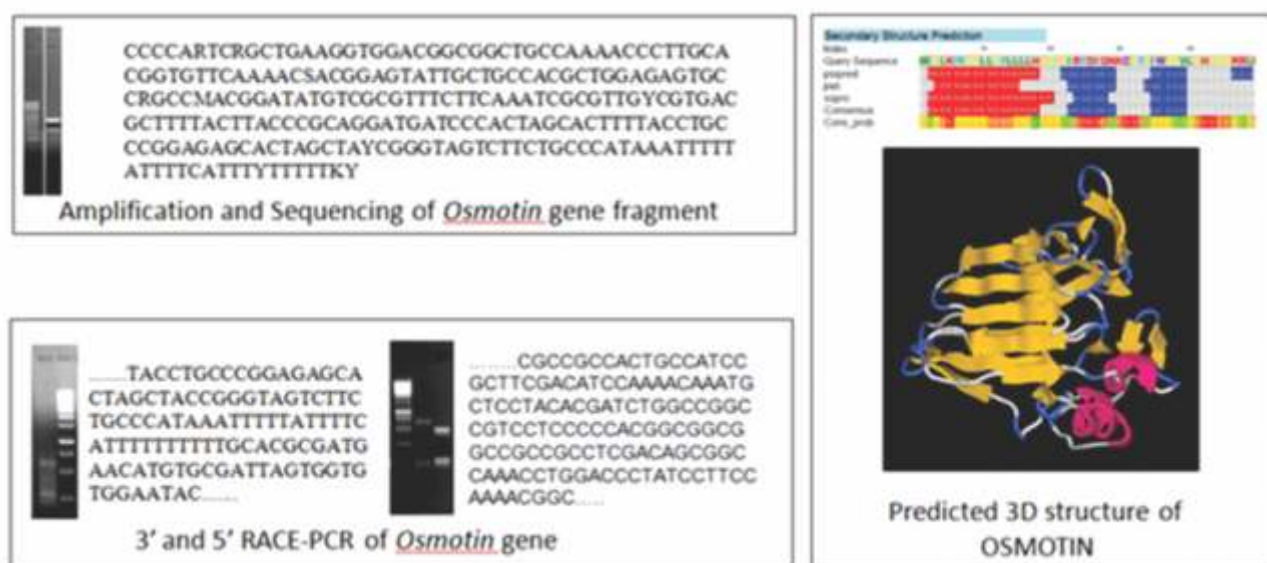 CCCCARTCRGCTGAAGGTGGACGGCGGCTGCCAAAACCCTTGCA
CGGTGTTCAAAACSACGGAGTATTGCTGCCACGCTGGAGAGTGC
CRGCCMACGGATATGTCGCGTTTCTTCAAATCGCGTTGYCGTGAC
GCTTTTACTTACCCGCAGGATGATCCCACTAGCACTTTTACCTGC
CCGGAGAGCACTAGCTAYCGGGTAGTCTTCTGCCCATAAATTTTT
ATTTTCATTTYTTTTTKY
Amplification and Sequencing of Osmotin gene fragment
.......TACCTGCCCGGAGAGCA
CTAGCTACCGGGTAGTCTTC
TGCCCATAAATTTTTATTTTC
ATTTTTTTTTTGCACGCGATG
AACATGTGCGATTAGTGGTG
TGGAATAC......
........CGCCGCCACTGCCATCC
GCTTCGACATCCAAAACAAATG
CTCCTACACGATCTGGCCGGC
CGTCCTCCCCCACGGCGGCG
GCCGCCGCCTCGACAGCGGC
CAAACCTGGACCCTATCCTTCC
AAAACGGC.....
3′ and 5′ RACE-PCR of Osmotin gene
Secondary Structure Prediction
Index
Query Sequence
psipred
Consensus
Cons_prob
Predicted 3D structure of
OSMOTIN